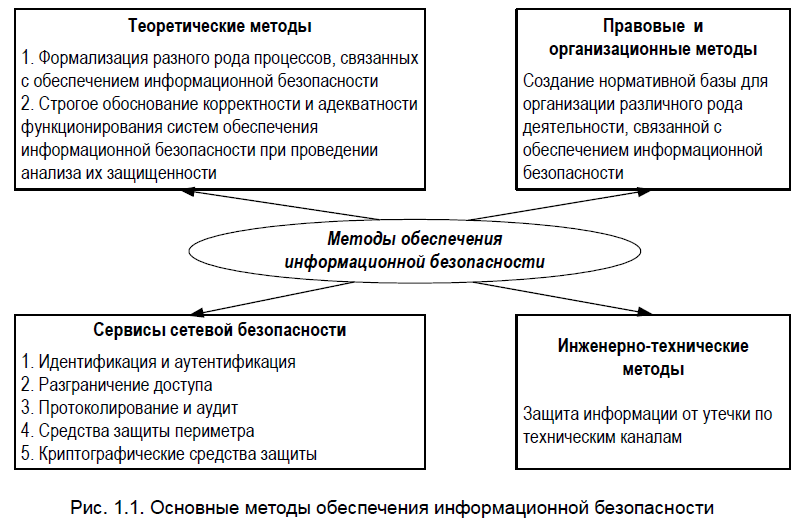 Теоретические методы
1. Формализация разного рода процессов, связанных
с обеспечением информационной безопасности
2. Строгое обоснование корректности и адекватности
функционирования систем обеспечения
информационной безопасности при проведении
анализа их защищенности
Правовые и
организационные методы
Создание нормативной базы для
организации различного рода
деятельности, связанной с
обеспечением информационной
безопасности
Методы обеспечения
информационной безопасности
Сервисы сетевой безопасности
1. Идентификация и аутентификация
2. Разграничение доступа
3. Протоколирование и аудит
4. Средства защиты периметра
5. Криптографические средства защиты
Инженерно-технические
методы
Защита информации от утечки по
техническим каналам
Рис. 1.1. Основные методы обеспечения информационной безопасности